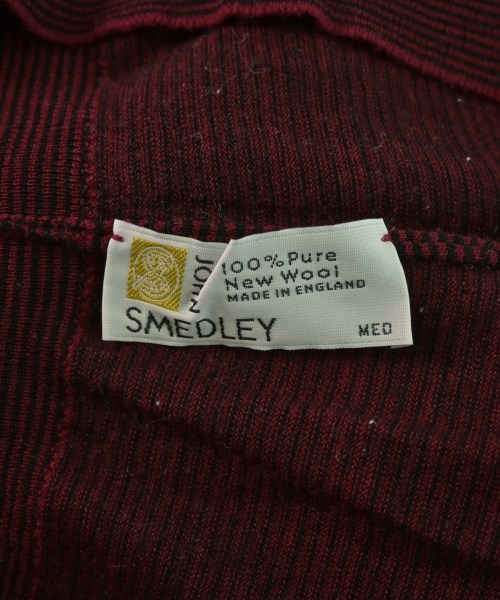 JOHN
SMEDLEY
100% Pure
New Wool
MADE IN ENGLAND
MED